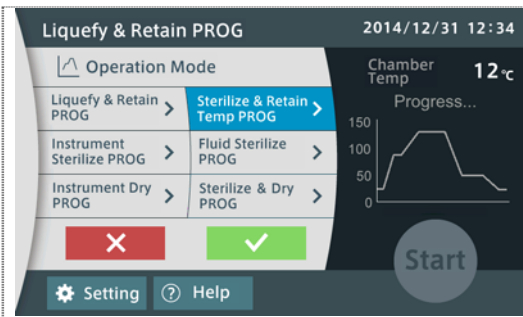 Liquefy & Retain PROG
2014/12/31 12:34
Operation Mode
Liquefy & Retain
PROG
Sterilize & Retain
Temp PROG
Instrument
Sterilize PROG
Fluid Sterilize
PROG
Instrument Dry
PROG
Sterilize & Dry
PROG
Chamber
Temp
12℃
Progress...
150
100
50
0
Start
Setting
? Help